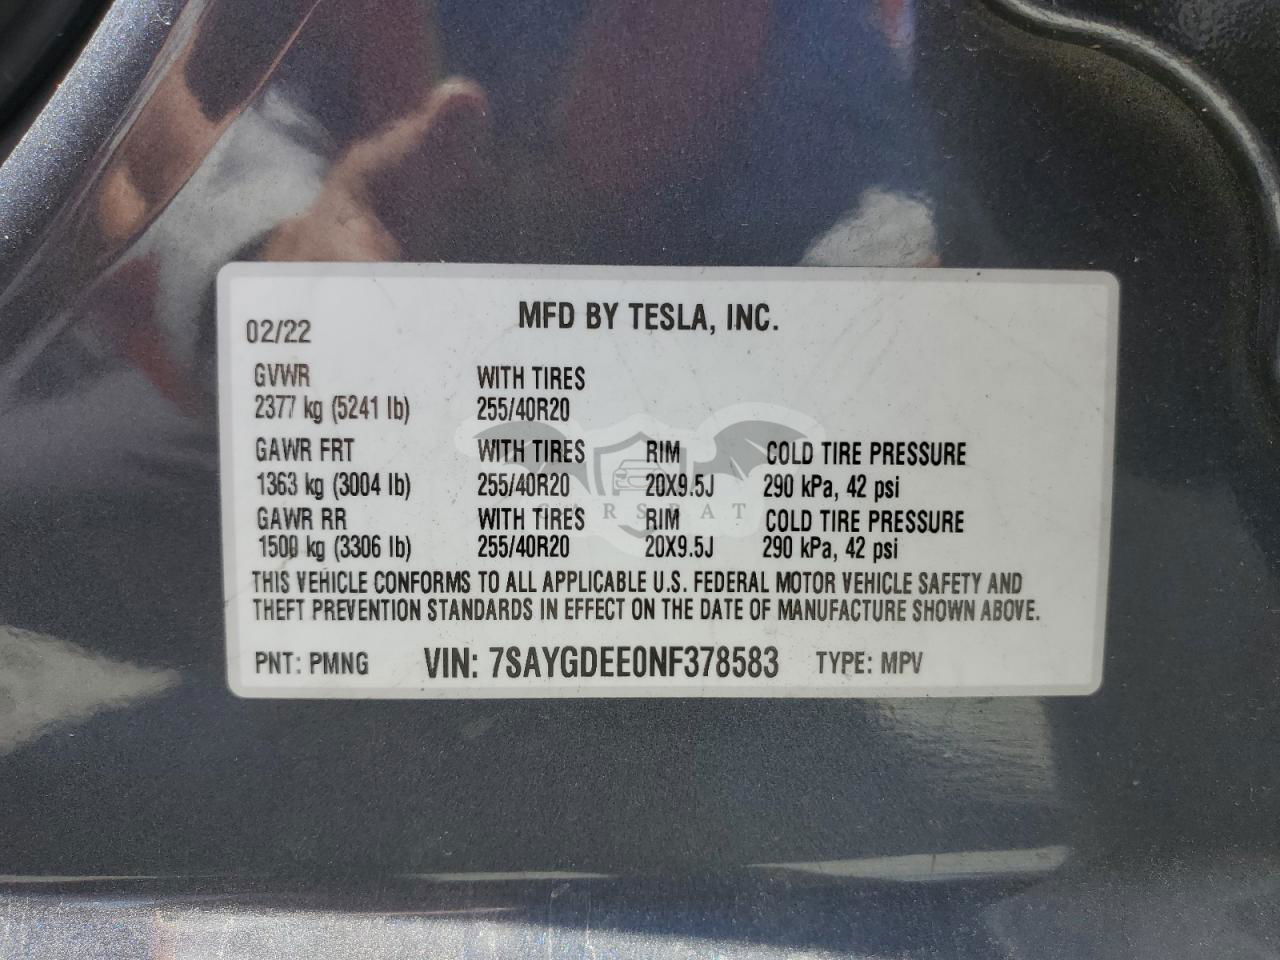 MFD BY TESLA, INC.
02/22
GVWR WITH TIRES
2377 kg (5241 lb) 255/40R20
GAWR FRT WITH TIRES RIM COLD TIRE PRESSURE
1363 kg (3004 lb) 255/40R20 20X9.5J 290 kPa, 42 psi
GAWR RR WITH TIRES RIM COLD TIRE PRESSURE
1500 kg (3306 lb) 255/40R20 20X9.5J 290 kPa, 42 psi
THIS VEHICLE CONFORMS TO ALL APPLICABLE U.S. FEDERAL MOTOR VEHICLE SAFETY AND
THEFT PREVENTION STANDARDS IN EFFECT ON THE DATE OF MANUFACTURE SHOWN ABOVE.
PNT: PMNG VIN: 7SAYGDEE0NF378583 TYPE: MPV